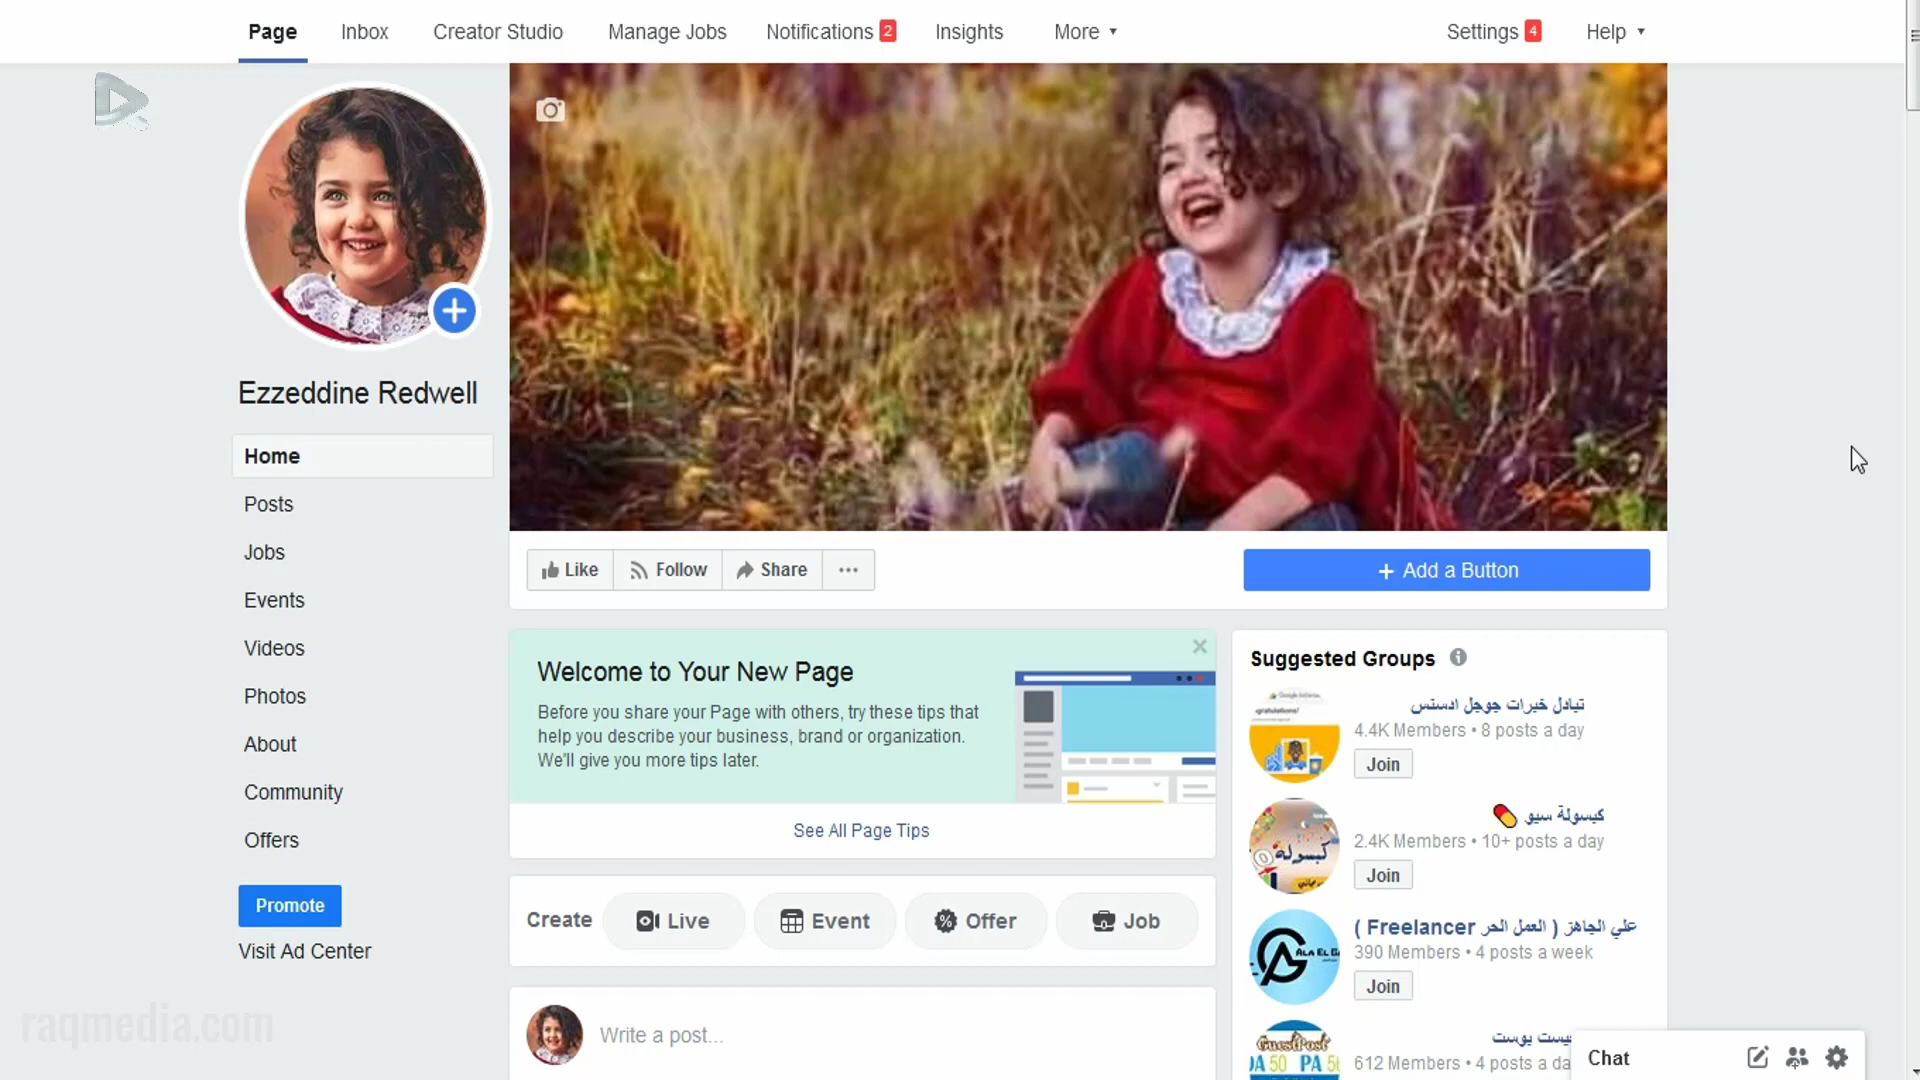 Page
Inbox
Creator Studio
Manage Jobs
Notifications 2
Insights
More
Settings 4
Help
Ezzeddine Redwell
Home
Posts
Jobs
Events
Videos
Photos
About
Community
Offers
Promote
Visit Ad Center
Like
Follow
Share
+ Add a Button
Welcome to Your New Page
Before you share your Page with others, try these tips that
help you describe your business, brand or organization.
We'll give you more tips later.
See All Page Tips
Create
Live
Event
Offer
Job
Write a post...
Suggested Groups
تبادل خبرات جوجل ادسنس
4.4K Members • 8 posts a day
Join
كبسولة سيو
2.4K Members • 10+ posts a day
Join
علي الجاهز ( العمل الحر Freelancer )
390 Members • 4 posts a week
Join
GuestPost
PA
بوست
612 Members • 4 posts a da
Chat
raqmedia.com